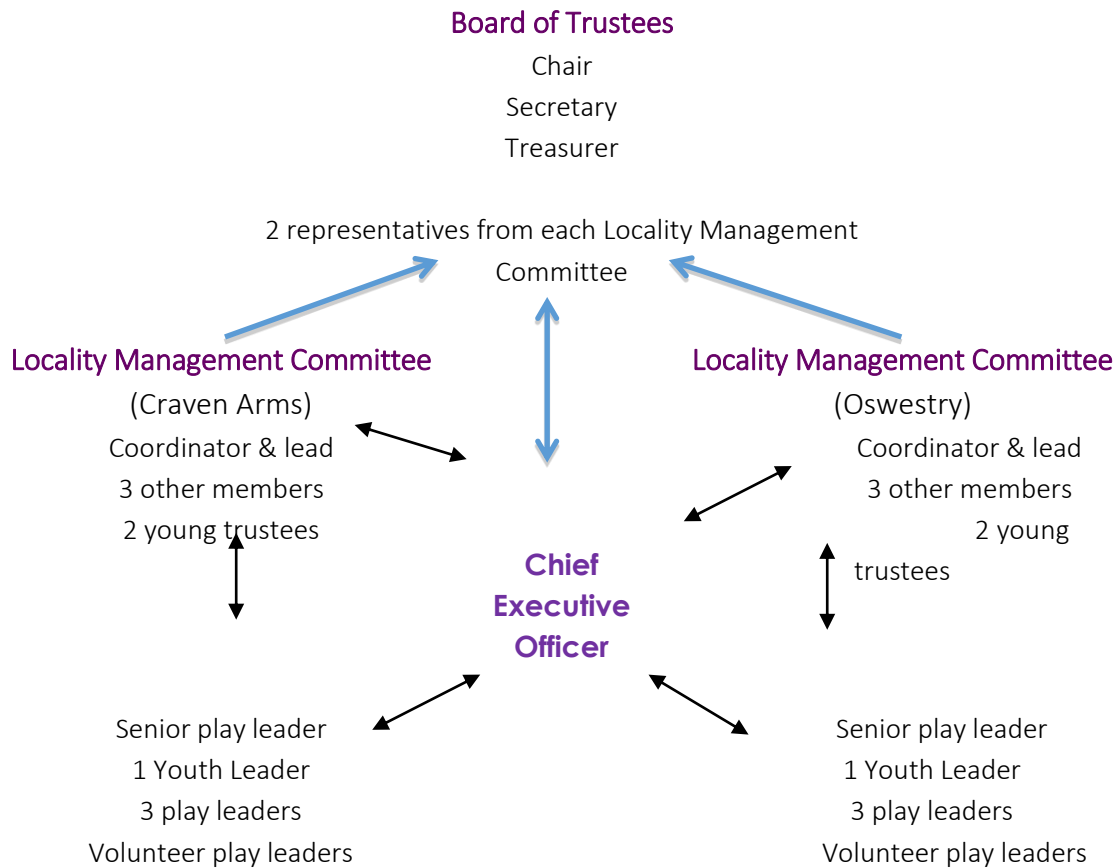 Board of Trustees
Chair
Secretary
Treasurer
2 representatives from each Locality Management
Committee
Locality Management Committee
(Craven Arms)
Coordinator & lead
3 other members
2 young trustees
Locality Management Committee
(Oswestry)
Coordinator & lead
3 other members
2 young
trustees
Chief
Executive
Officer
Senior play leader
1 Youth Leader
3 play leaders
Volunteer play leaders
Senior play leader
1 Youth Leader
3 play leaders
Volunteer play leaders